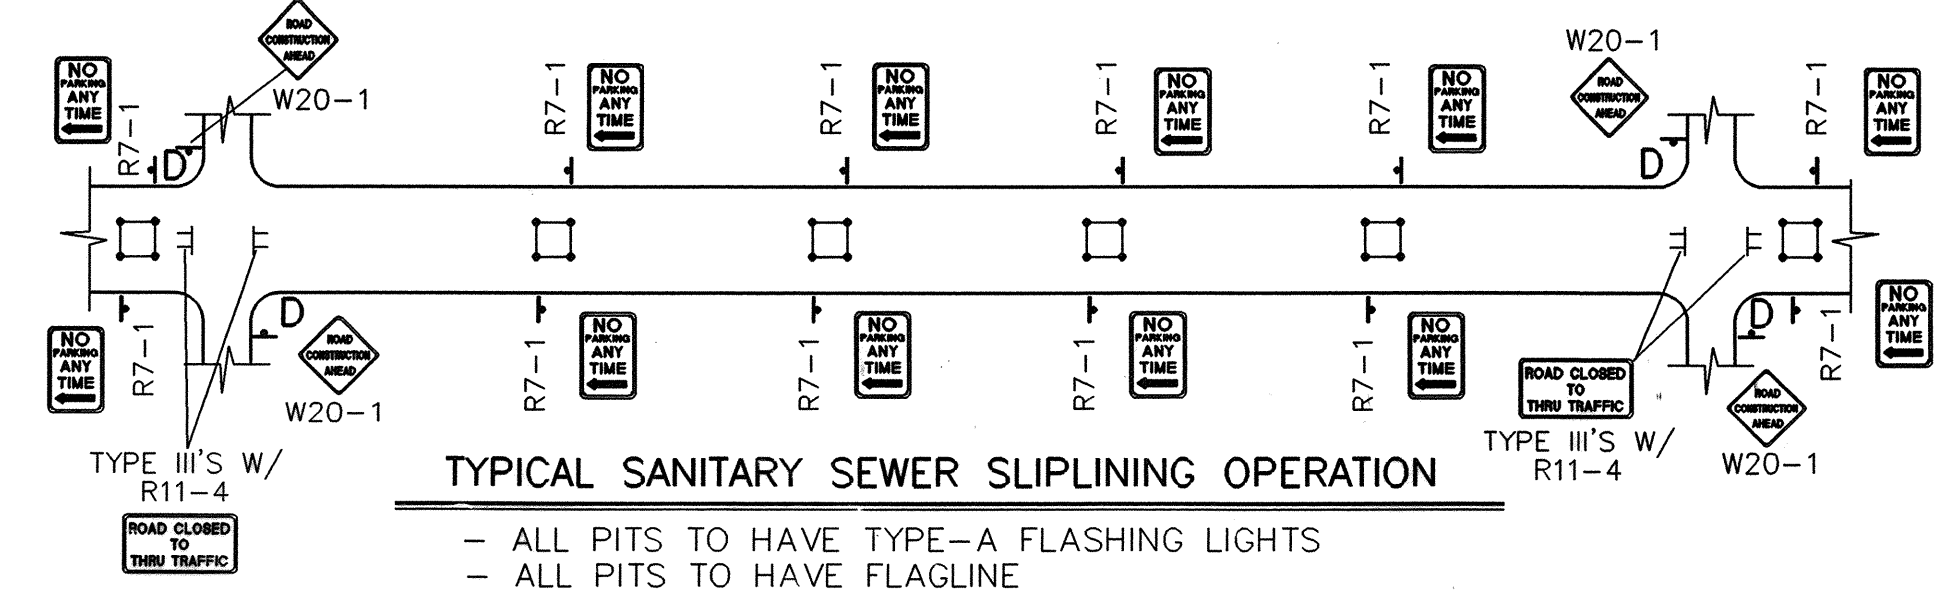 ROAD
CONSTRUCTION
AHEAD
W20-1
W20-1
ROAD
CONSTRUCTION
AHEAD
NO
PARKING
ANY
TIME
R7-1
D
R7-1
NO
PARKING
ANY
TIME
R7-1
NO
PARKING
ANY
TIME
R7-1
NO
PARKING
ANY
TIME
R7-1
NO
PARKING
ANY
TIME
D
R7-1
NO
PARKING
ANY
TIME
NO
PARKING
ANY
TIME
R7-1
D
ROAD
CONSTRUCTION
AHEAD
W20-1
R7-1
NO
PARKING
ANY
TIME
R7-1
NO
PARKING
ANY
TIME
R7-1
NO
PARKING
ANY
TIME
R7-1
NO
PARKING
ANY
TIME
D
R7-1
NO
PARKING
ANY
TIME
ROAD CLOSED
TO
THRU TRAFFIC
TYPE III'S W/
R11-4
ROAD
CONSTRUCTION
AHEAD
W20-1
TYPE III'S W/
R11-4
ROAD CLOSED
TO
THRU TRAFFIC
TYPICAL SANITARY SEWER SLIPLINING OPERATION
- ALL PITS TO HAVE TYPE-A FLASHING LIGHTS
- ALL PITS TO HAVE FLAGLINE